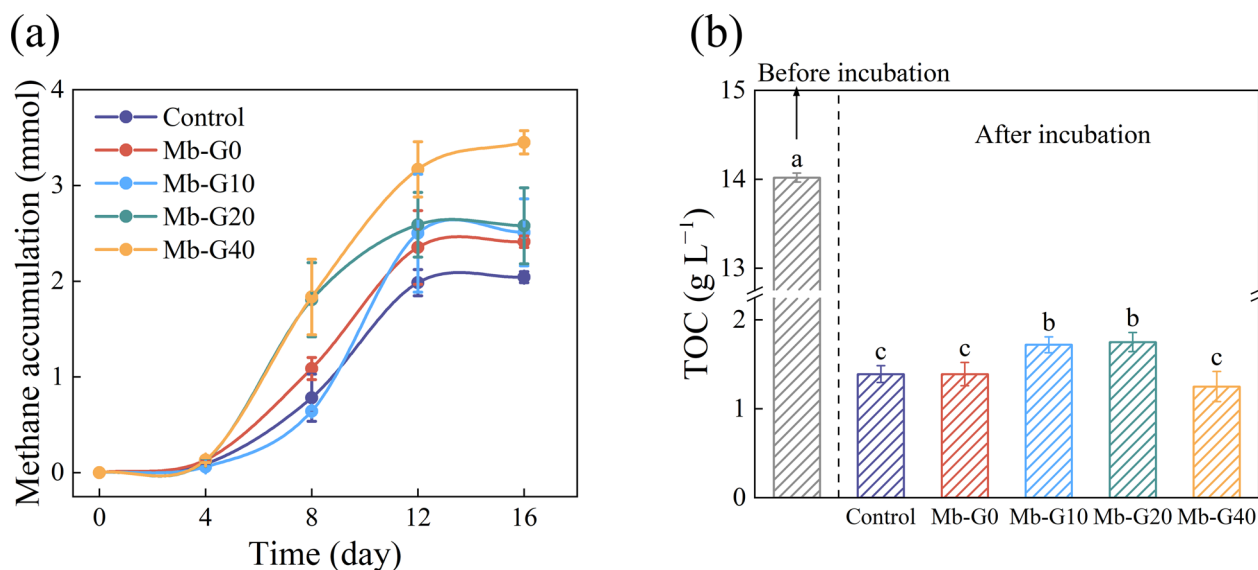 (a)
Methane accumulation (mmol)
4
3
2
1
0
Control
Mb-G0
Mb-G10
Mb-G20
Mb-G40
0 4 8 12 16
Time (day)
(b)
Before incubation
After incubation
TOC (g L⁻¹)
15
14
13
2
1
0
a
c c b b c
Control Mb-G0 Mb-G10 Mb-G20 Mb-G40